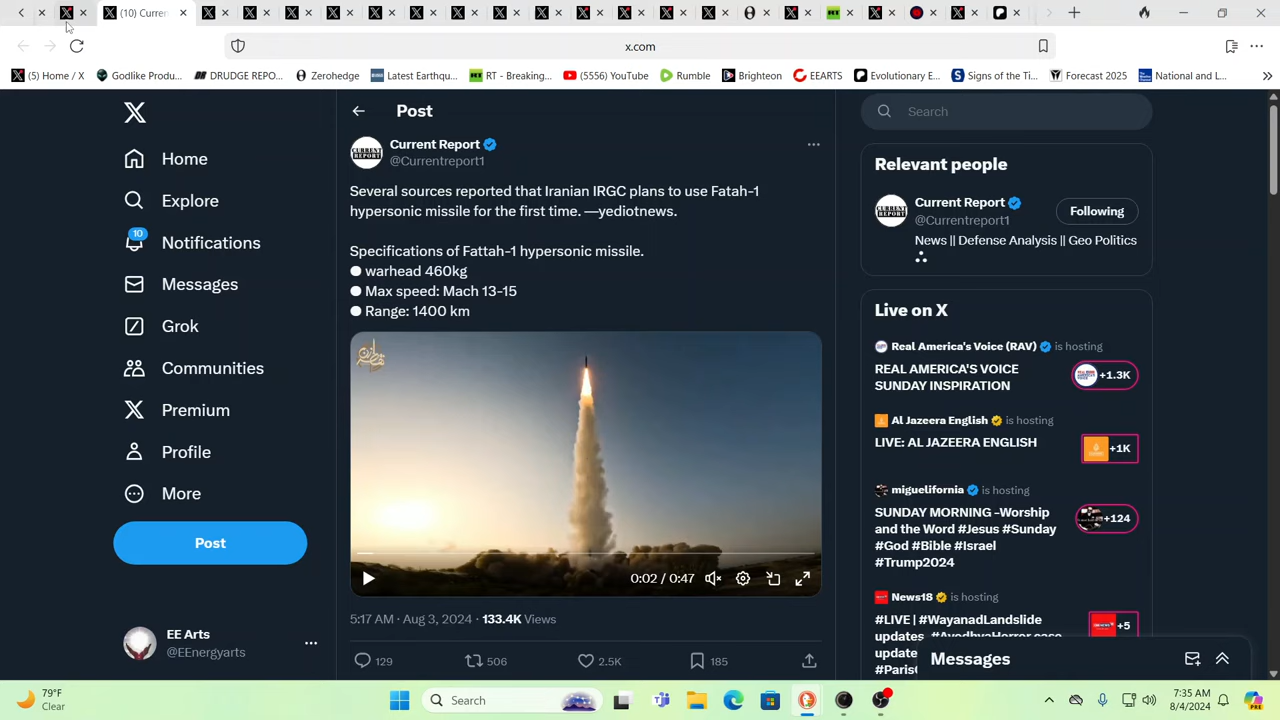 (10) Curren
x.com
(5) Home / X
Godlike Produ...
DRUDGE REPO...
Zerohedge
Latest Earthqu...
RT - Breaking...
(5556) YouTube
Rumble
Brighteon
EEARTS
Evolutionary E...
Signs of the Ti...
Forecast 2025
National and L...
Post
Search
Current Report
@Currentreport1
Several sources reported that Iranian IRGC plans to use Fatah-1
hypersonic missile for the first time. —yediotnews.
Specifications of Fattah-1 hypersonic missile.
● warhead 460kg
● Max speed: Mach 13-15
● Range: 1400 km
0:02 / 0:47
5:17 AM · Aug 3, 2024 · 133.4K Views
129
506
2.5K
185
Home
Explore
10
Notifications
Messages
Grok
Communities
Premium
Profile
More
Post
EE Arts
@EEnergyarts
Relevant people
Current Report
@Currentreport1
Following
News || Defense Analysis || Geo Politics
Live on X
Real America's Voice (RAV) is hosting
REAL AMERICA'S VOICE
SUNDAY INSPIRATION
+1.3K
Al Jazeera English is hosting
LIVE: AL JAZEERA ENGLISH
+1K
miguelifornia is hosting
SUNDAY MORNING -Worship
and the Word #Jesus #Sunday
#God #Bible #Israel
#Trump2024
+124
News18 is hosting
#LIVE | #WayanadLandslide
updates
+5
Messages
79°F
Clear
Search
7:35 AM
8/4/2024